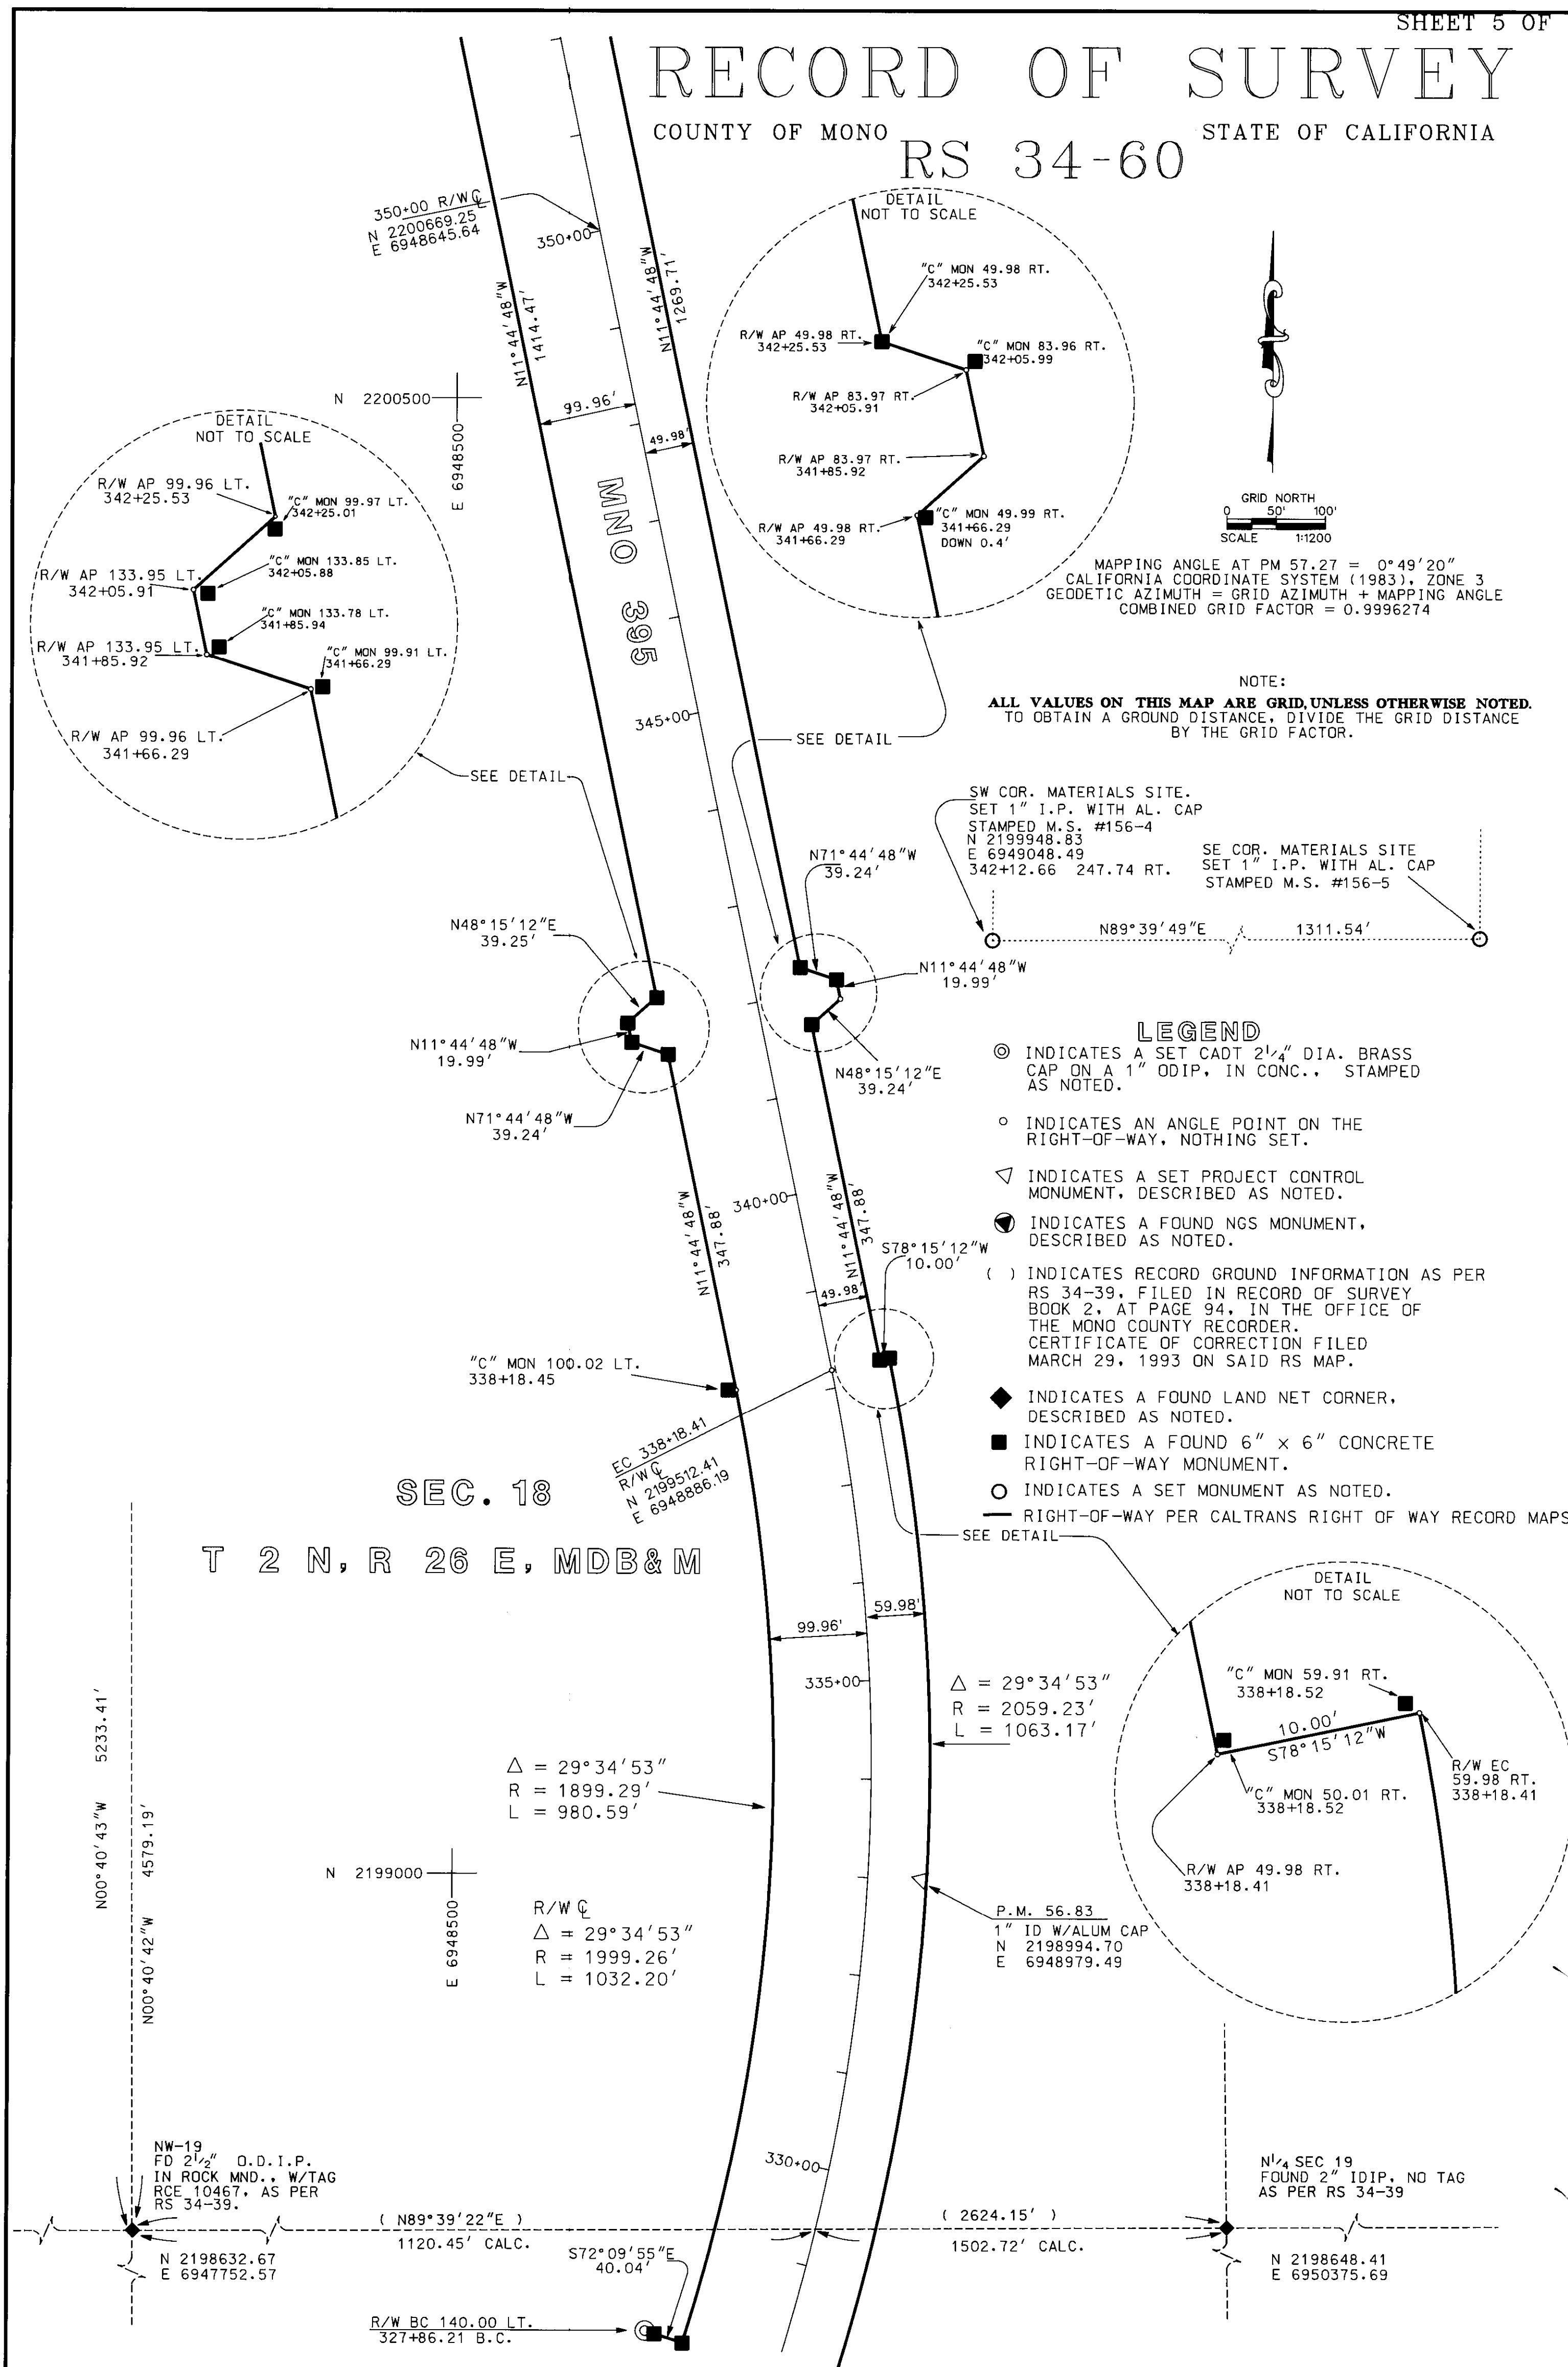 SHEET 5 OF
RECORD OF SURVEY
COUNTY OF MONO
STATE OF CALIFORNIA
RS 34-60
350+00 R/W ℄
N 2200669.25
E 6948645.64
350+00
N11°44'48"W
1414.47'
N11°44'48"W
1269.71'
DETAIL
NOT TO SCALE
"C" MON 49.98 RT.
342+25.53
R/W AP 49.98 RT.
342+25.53
"C" MON 83.96 RT.
342+05.99
R/W AP 83.97 RT.
342+05.91
R/W AP 83.97 RT.
341+85.92
"C" MON 49.99 RT.
341+66.29
DOWN 0.4'
R/W AP 49.98 RT.
341+66.29
GRID NORTH
0 50' 100'
SCALE 1:1200
MAPPING ANGLE AT PM 57.27 = 0°49'20"
CALIFORNIA COORDINATE SYSTEM (1983), ZONE 3
GEODETIC AZIMUTH = GRID AZIMUTH + MAPPING ANGLE
COMBINED GRID FACTOR = 0.9996274
N 2200500
E 6948500
99.96'
49.98'
DETAIL
NOT TO SCALE
R/W AP 99.96 LT.
342+25.53
"C" MON 99.97 LT.
342+25.01
"C" MON 133.85 LT.
342+05.88
R/W AP 133.95 LT.
342+05.91
"C" MON 133.78 LT.
341+85.94
R/W AP 133.95 LT.
341+85.92
"C" MON 99.91 LT.
341+66.29
R/W AP 99.96 LT.
341+66.29
MNO 395
NOTE:
ALL VALUES ON THIS MAP ARE GRID, UNLESS OTHERWISE NOTED.
TO OBTAIN A GROUND DISTANCE, DIVIDE THE GRID DISTANCE
BY THE GRID FACTOR.
345+00
SEE DETAIL
SEE DETAIL
SW COR. MATERIALS SITE.
SET 1" I.P. WITH AL. CAP
STAMPED M.S. #156-4
N 2199948.83
E 6949048.49
342+12.66 247.74 RT.
SE COR. MATERIALS SITE
SET 1" I.P. WITH AL. CAP
STAMPED M.S. #156-5
N89°39'49"E 1311.54'
N71°44'48"W
39.24'
N48°15'12"E
39.25'
N11°44'48"W
19.99'
N11°44'48"W
19.99'
N48°15'12"E
39.24'
N71°44'48"W
39.24'
LEGEND
◎ INDICATES A SET CADT 2 1/4" DIA. BRASS
CAP ON A 1" ODIP, IN CONC., STAMPED
AS NOTED.
INDICATES AN ANGLE POINT ON THE
RIGHT-OF-WAY, NOTHING SET.
INDICATES A SET PROJECT CONTROL
MONUMENT, DESCRIBED AS NOTED.
INDICATES A FOUND NGS MONUMENT,
DESCRIBED AS NOTED.
( ) INDICATES RECORD GROUND INFORMATION AS PER
RS 34-39, FILED IN RECORD OF SURVEY
BOOK 2, AT PAGE 94, IN THE OFFICE OF
THE MONO COUNTY RECORDER.
CERTIFICATE OF CORRECTION FILED
MARCH 29, 1993 ON SAID RS MAP.
INDICATES A FOUND LAND NET CORNER,
DESCRIBED AS NOTED.
INDICATES A FOUND 6" x 6" CONCRETE
RIGHT-OF-WAY MONUMENT.
INDICATES A SET MONUMENT AS NOTED.
RIGHT-OF-WAY PER CALTRANS RIGHT OF WAY RECORD MAPS
340+00
N11°44'48"W
347.88'
N11°44'48"W
347.88'
S78°15'12"W
10.00'
49.98'
"C" MON 100.02 LT.
338+18.45
EC 338+18.41
R/W ℄
N 2199512.41
E 6948886.19
SEC. 18
T 2 N, R 26 E, MDB&M
SEE DETAIL
59.98'
99.96'
335+00
Δ = 29°34'53"
R = 2059.23'
L = 1063.17'
Δ = 29°34'53"
R = 1899.29'
L = 980.59'
DETAIL
NOT TO SCALE
"C" MON 59.91 RT.
338+18.52
10.00'
S78°15'12"W
R/W EC
59.98 RT.
338+18.41
"C" MON 50.01 RT.
338+18.52
R/W AP 49.98 RT.
338+18.41
N00°40'43"W 5233.41'
N00°40'42"W 4579.19'
N 2199000
E 6948500
R/W ℄
Δ = 29°34'53"
R = 1999.26'
L = 1032.20'
P.M. 56.83
1" ID W/ALUM CAP
N 2198994.70
E 6948979.49
330+00
NW-19
FD 2 1/2" O.D.I.P.
IN ROCK MND., W/TAG
RCE 10467, AS PER
RS 34-39.
N1/4 SEC 19
FOUND 2" IDIP, NO TAG
AS PER RS 34-39
( N89°39'22"E )
1120.45' CALC.
( 2624.15' )
1502.72' CALC.
N 2198632.67
E 6947752.57
S72°09'55"E
40.04'
N 2198648.41
E 6950375.69
R/W BC 140.00 LT.
327+86.21 B.C.